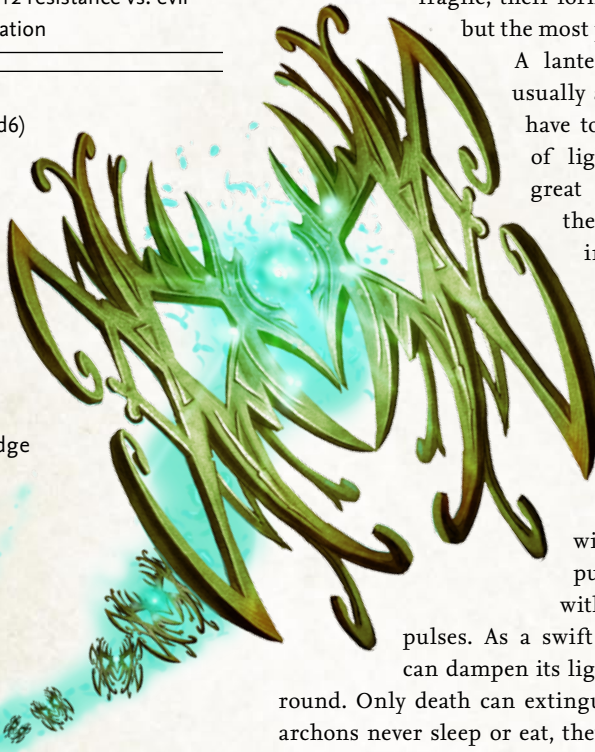 12 resistance vs. evil
ation
d6)
dge
fragile, their for
but the most p
A lante
usually a
have to
of lig
great
the
in
wi
pu
with
pulses. As a swift
can dampen its lig
round. Only death can extingu
archons never sleep or eat, the